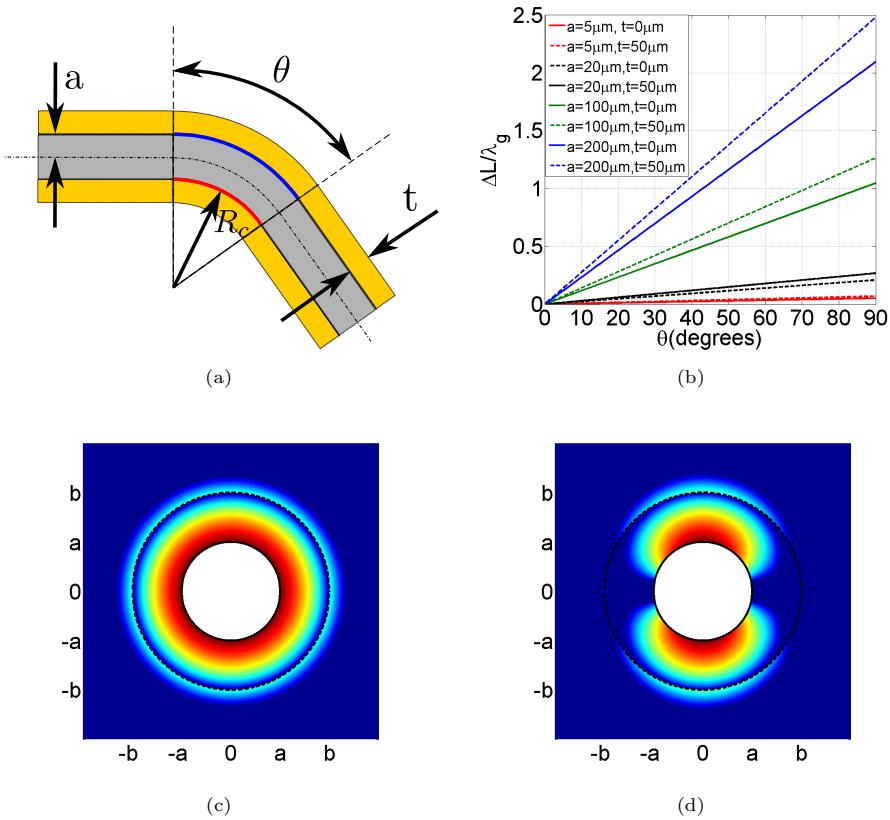 a
θ
t
R_c
(a)
2.5
2
1.5
1
0.5
0
ΔL/λ_g
a=5μm, t=0μm
a=5μm,t=50μm
a=20μm,t=0μm
a=20μm,t=50μm
a=100μm,t=0μm
a=100μm,t=50μm
a=200μm,t=0μm
a=200μm,t=50μm
0 10 20 30 40 50 60 70 80 90
θ(degrees)
(b)
b
a
0
-a
-b
-b -a 0 a b
(c)
b
a
0
-a
-b
-b -a 0 a b
(d)